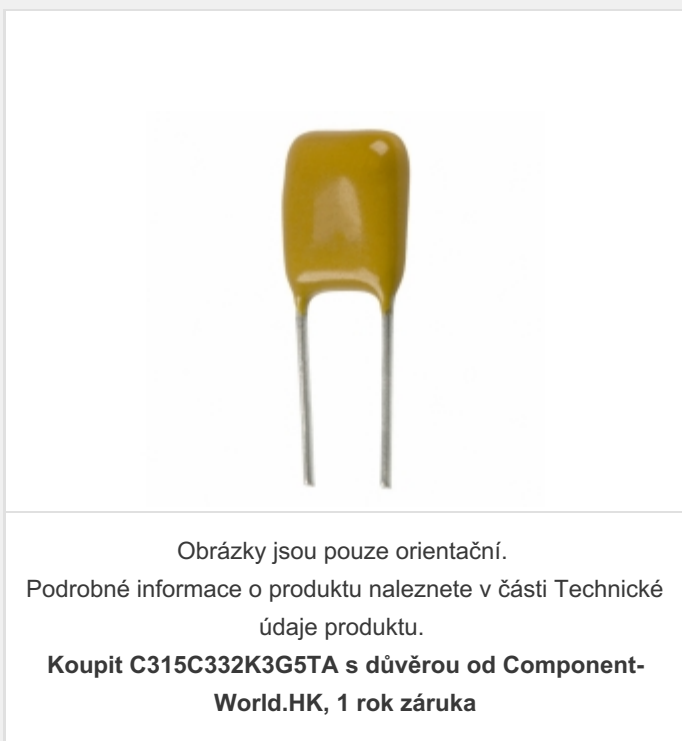 Obrázky jsou pouze orientační.
Podrobné informace o produktu naleznete v části Technické
údaje produktu.
Koupit C315C332K3G5TA s důvěrou od Component-
World.HK, 1 rok záruka